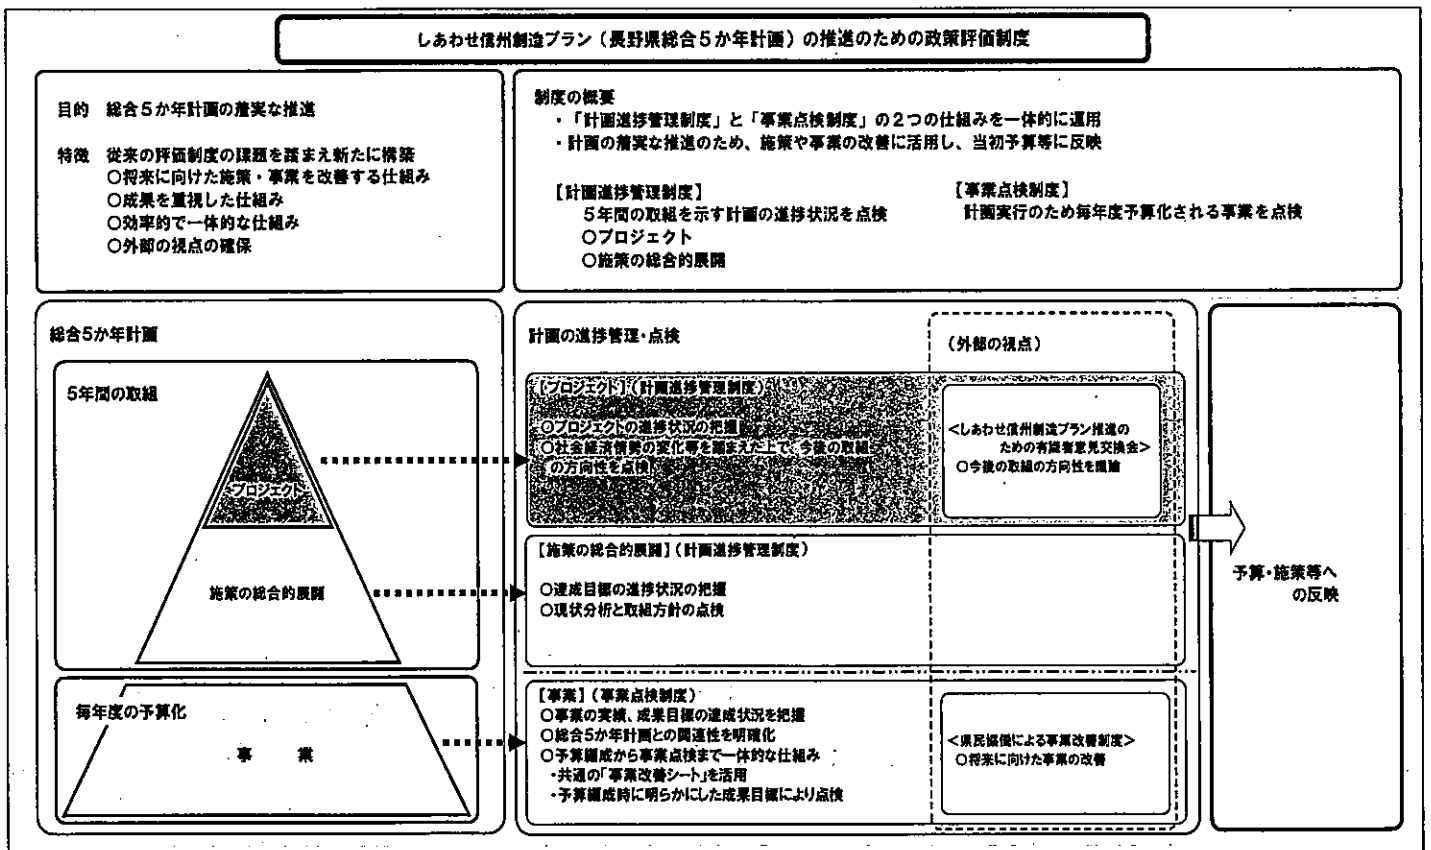 しあわせ信州創造プラン（長野県総合５か年計画）の推進のための政策評価制度
目的　総合５か年計画の着実な推進
特徴　従来の評価制度の課題を踏まえ新たに構築
○将来に向けた施策・事業を改善する仕組み
○成果を重視した仕組み
○効率的で一体的な仕組み
○外部の視点の確保
制度の概要
・「計画進捗管理制度」と「事業点検制度」の２つの仕組みを一体的に運用
・計画の着実な推進のため、施策や事業の改善に活用し、当初予算等に反映
【計画進捗管理制度】
５年間の取組を示す計画の進捗状況を点検
○プロジェクト
○施策の総合的展開
【事業点検制度】
計画実行のため毎年度予算化される事業を点検
総合5か年計画
5年間の取組
プロジェクト
施策の総合的展開
毎年度の予算化
事　業
計画の進捗管理・点検
（外部の視点）
【プロジェクト】（計画進捗管理制度）
○プロジェクトの進捗状況の把握
○社会経済情勢の変化等を踏まえた上で、今後の取組
の方向性を点検
＜しあわせ信州創造プラン推進の
ための有識者意見交換会＞
○今後の取組の方向性を議論
【施策の総合的展開】（計画進捗管理制度）
○達成目標の進捗状況の把握
○現状分析と取組方針の点検
【事業】（事業点検制度）
○事業の実績、成果目標の達成状況を把握
○総合5か年計画との関連性を明確化
○予算編成から事業点検まで一体的な仕組み
・共通の「事業改善シート」を活用
・予算編成時に明らかにした成果目標により点検
＜県民協働による事業改善制度＞
○将来に向けた事業の改善
予算・施策等へ
の反映